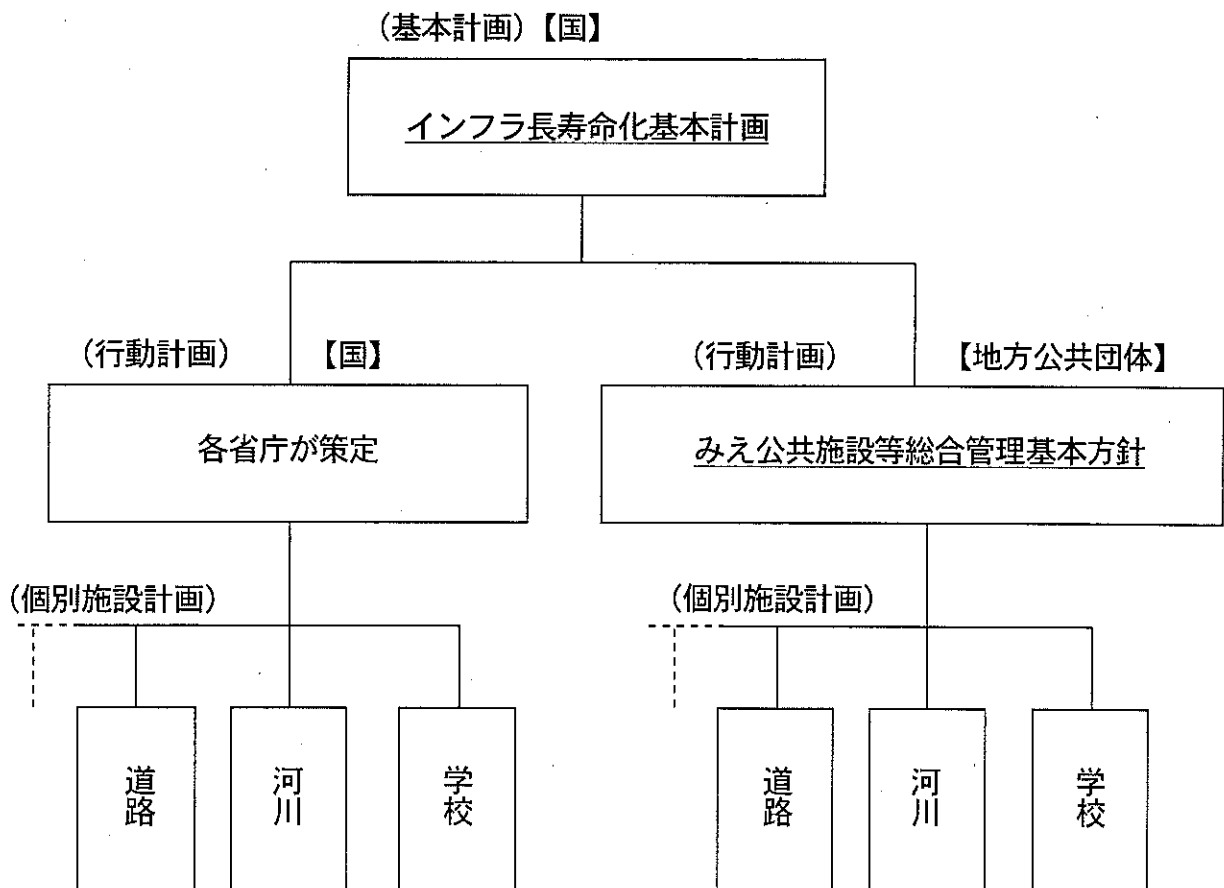 (基本計画)【国】
インフラ長寿命化基本計画
(行動計画) 【国】
(行動計画) 【地方公共団体】
各省庁が策定
みえ公共施設等総合管理基本方針
(個別施設計画)
(個別施設計画)
道路
河川
学校
道路
河川
学校